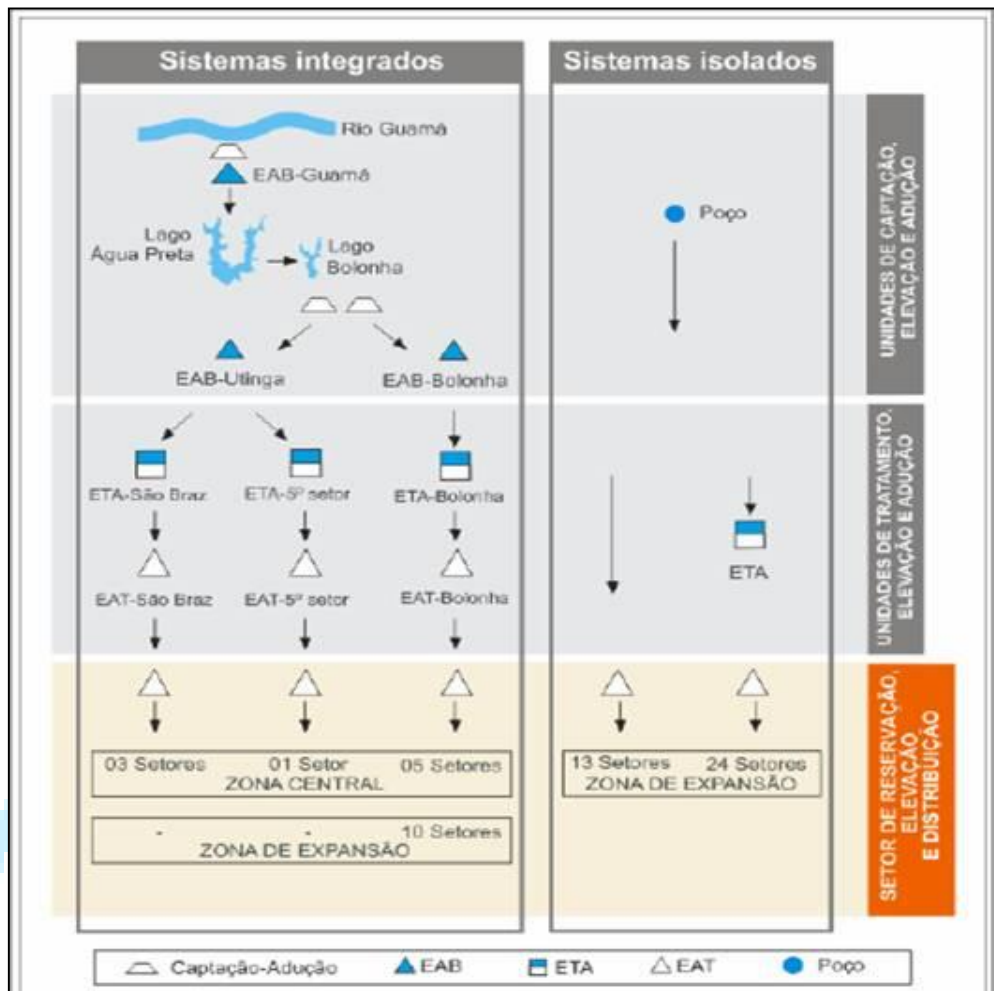 Sistemas integrados
Sistemas isolados
Rio Guamá
EAB-Guamá
Lago
Água Preta
Lago
Bolonha
EAB-Utinga
EAB-Bolonha
Poço
UNIDADES DE CAPTAÇÃO,
ELEVAÇÃO E ADUÇÃO
ETA-São Braz
ETA-5º setor
ETA-Bolonha
ETA
EAT-São Braz
EAT-5º setor
EAT-Bolonha
UNIDADES DE TRATAMENTO.
ELEVAÇÃO E ADUÇÃO
03 Setores
01 Setor
05 Setores
ZONA CENTRAL
13 Setores
24 Setores
ZONA DE EXPANSÃO
-
-
10 Setores
ZONA DE EXPANSÃO
SETOR DE RESERVAÇÃO,
ELEVAÇÃO
E DISTRIBUIÇÃO
Captação-Adução
EAB
ETA
EAT
Poço